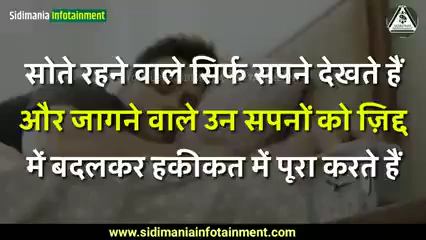 Sidimania Infotainment
सोते रहने वाले सिर्फ सपने देखते हैं
और जागने वाले उन सपनों को ज़िद्द
में बदलकर हकीकत में पूरा करते हैं
www.sidimaniainfotainment.com